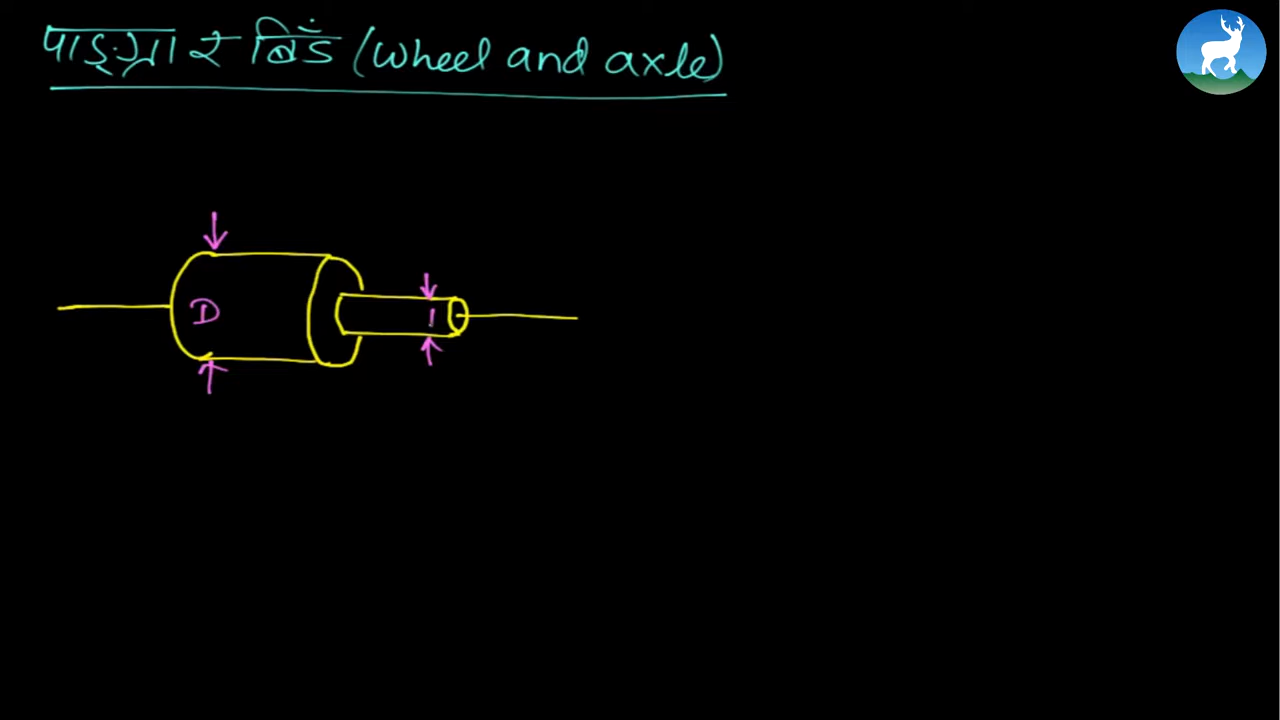 पाङ्ग्रा र बिँड (wheel and axle)
D